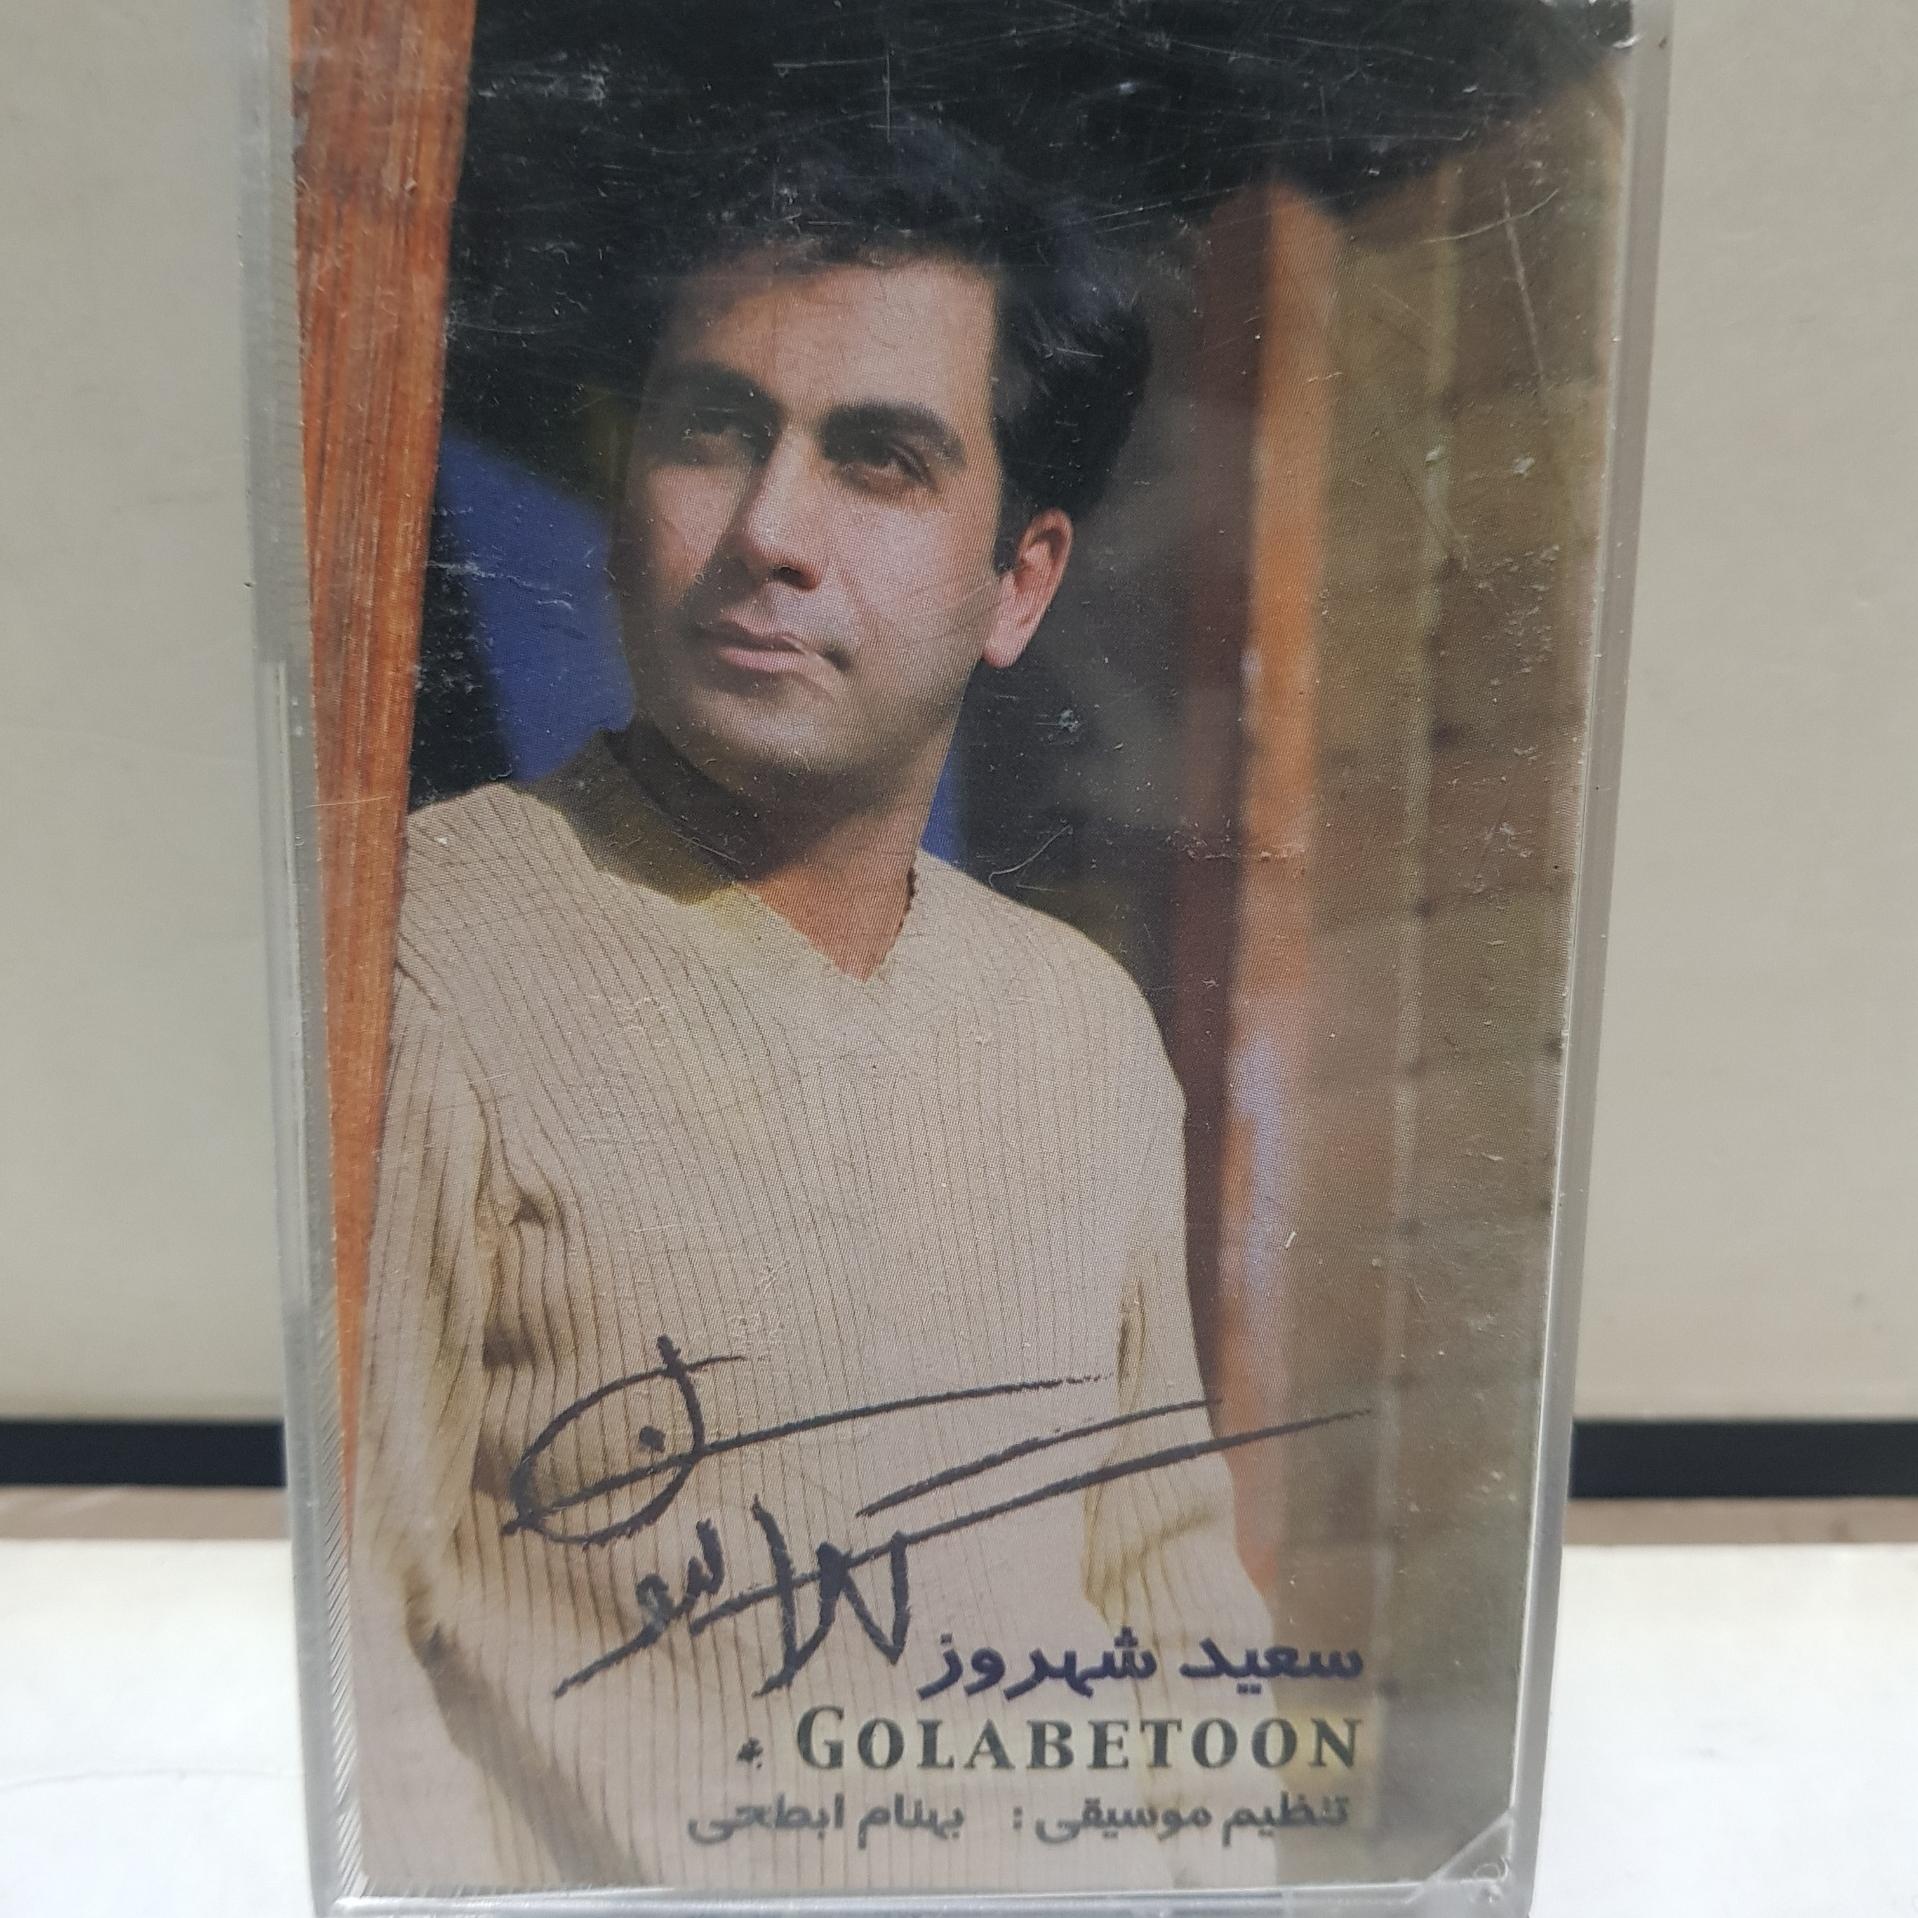 گلابتون
سعید شهروز
GOLABETOON
تنظیم موسیقی : بهنام ابطحی